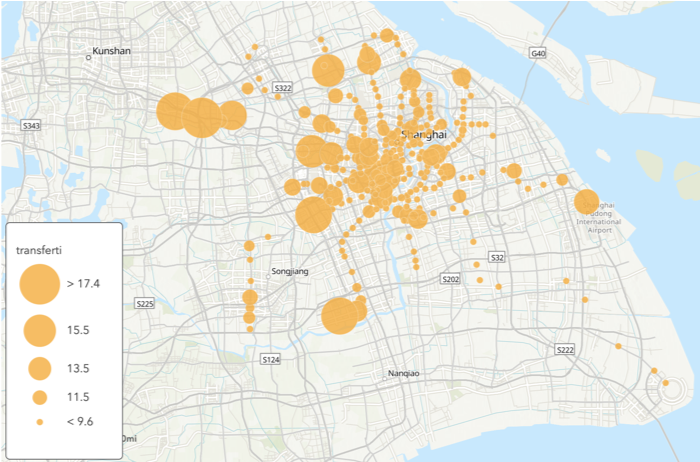 Kunshan
G40
S322
S343
Shanghai
Shanghai
Pudong
International
Airport
transferti
> 17.4
15.5
13.5
11.5
< 9.6
Songjiang
S32
S202
S225
S222
S124
Nanqiao